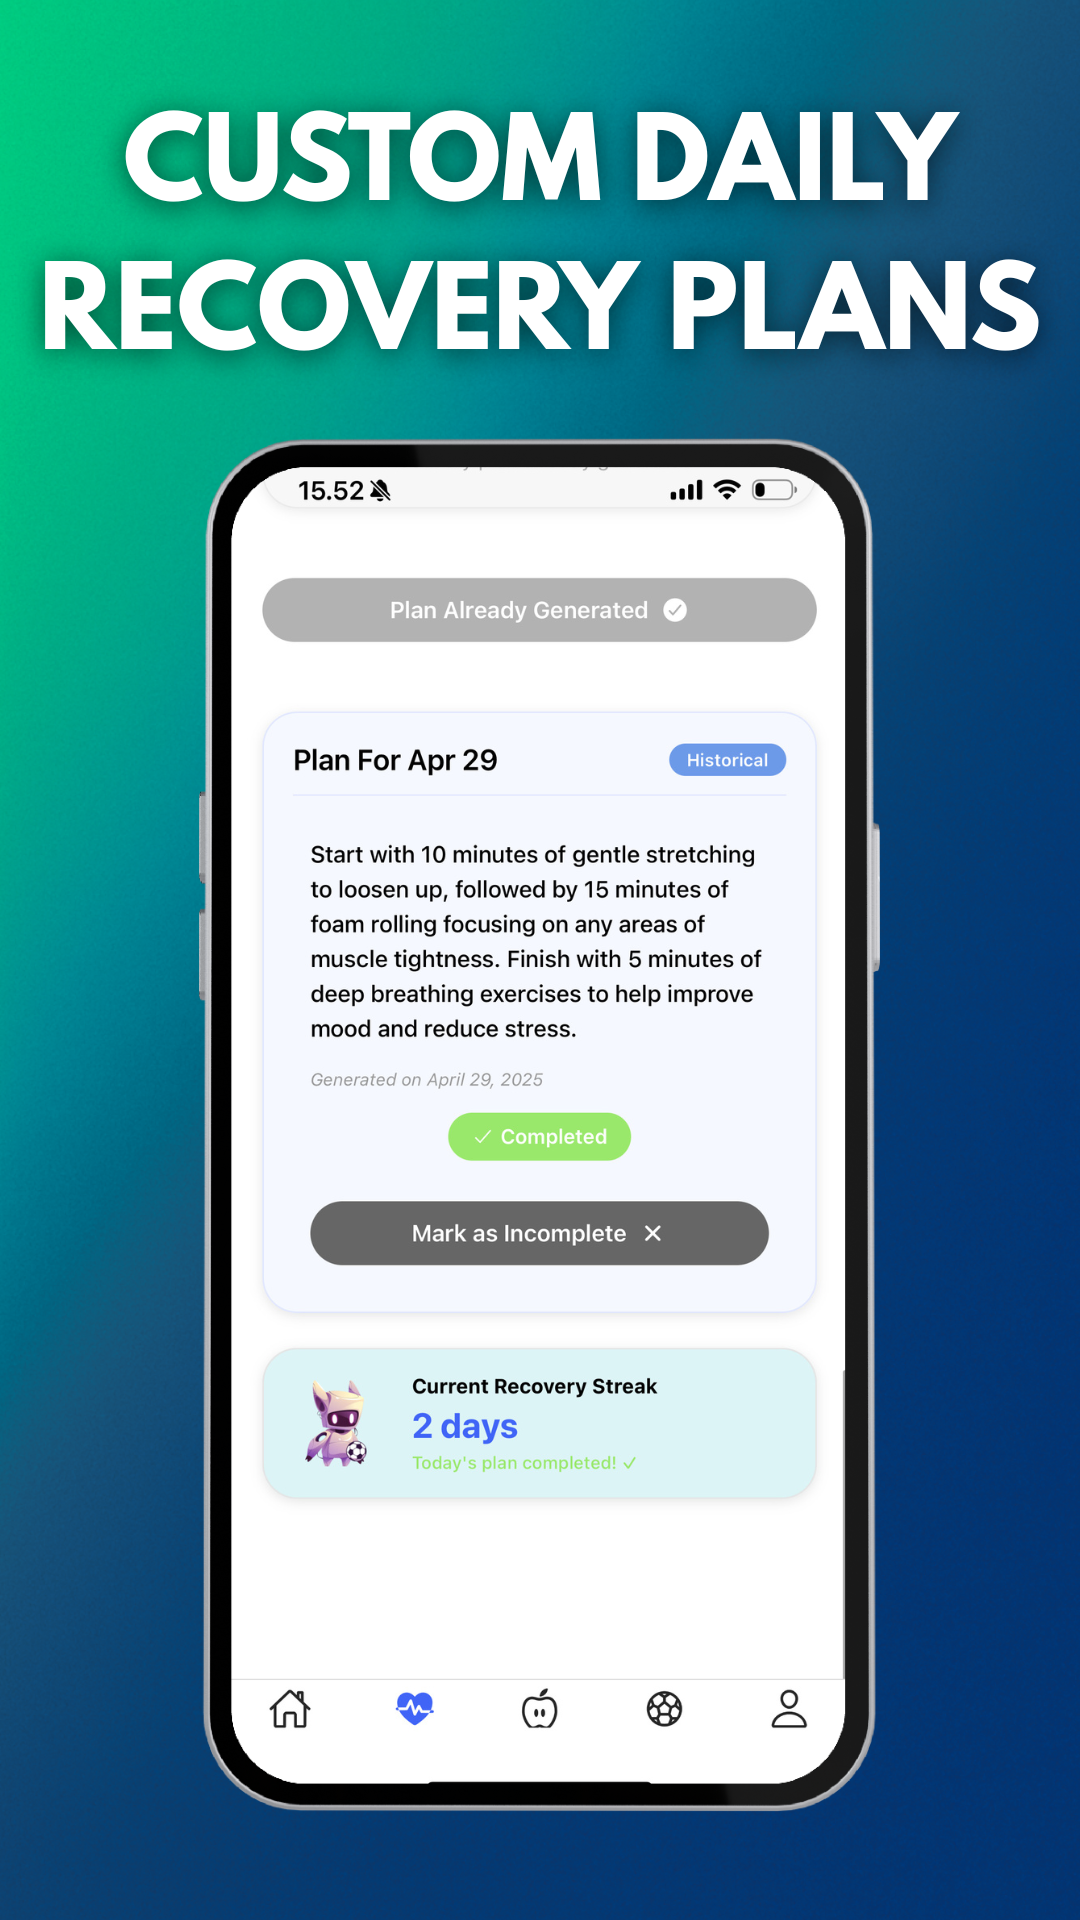 CUSTOM DAILY
RECOVERY PLANS
15.52
Plan Already Generated
Plan For Apr 29
Historical
Start with 10 minutes of gentle stretching
to loosen up, followed by 15 minutes of
foam rolling focusing on any areas of
muscle tightness. Finish with 5 minutes of
deep breathing exercises to help improve
mood and reduce stress.
Generated on April 29, 2025
✓ Completed
Mark as Incomplete ✕
Current Recovery Streak
2 days
Today's plan completed! ✓